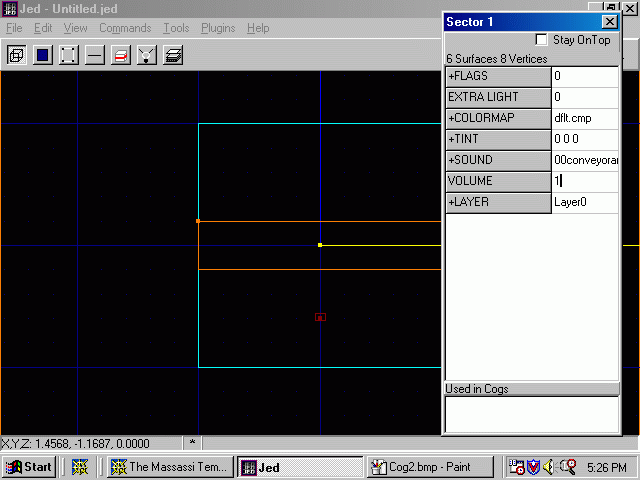 Jed - Untitled.jed
Sector 1
File Edit View Commands Tools Plugins Help
Stay OnTop
6 Surfaces 8 Vertices
+FLAGS 0
EXTRA LIGHT 0
+COLORMAP dflt.cmp
+TINT 0 0 0
+SOUND 00conveyorar
VOLUME 1
+LAYER Layer0
Used in Cogs
X,Y,Z: 1.4568, -1.1687, 0.0000 *
Start The Massassi Tem... Jed Cog2.bmp - Paint 5:26 PM